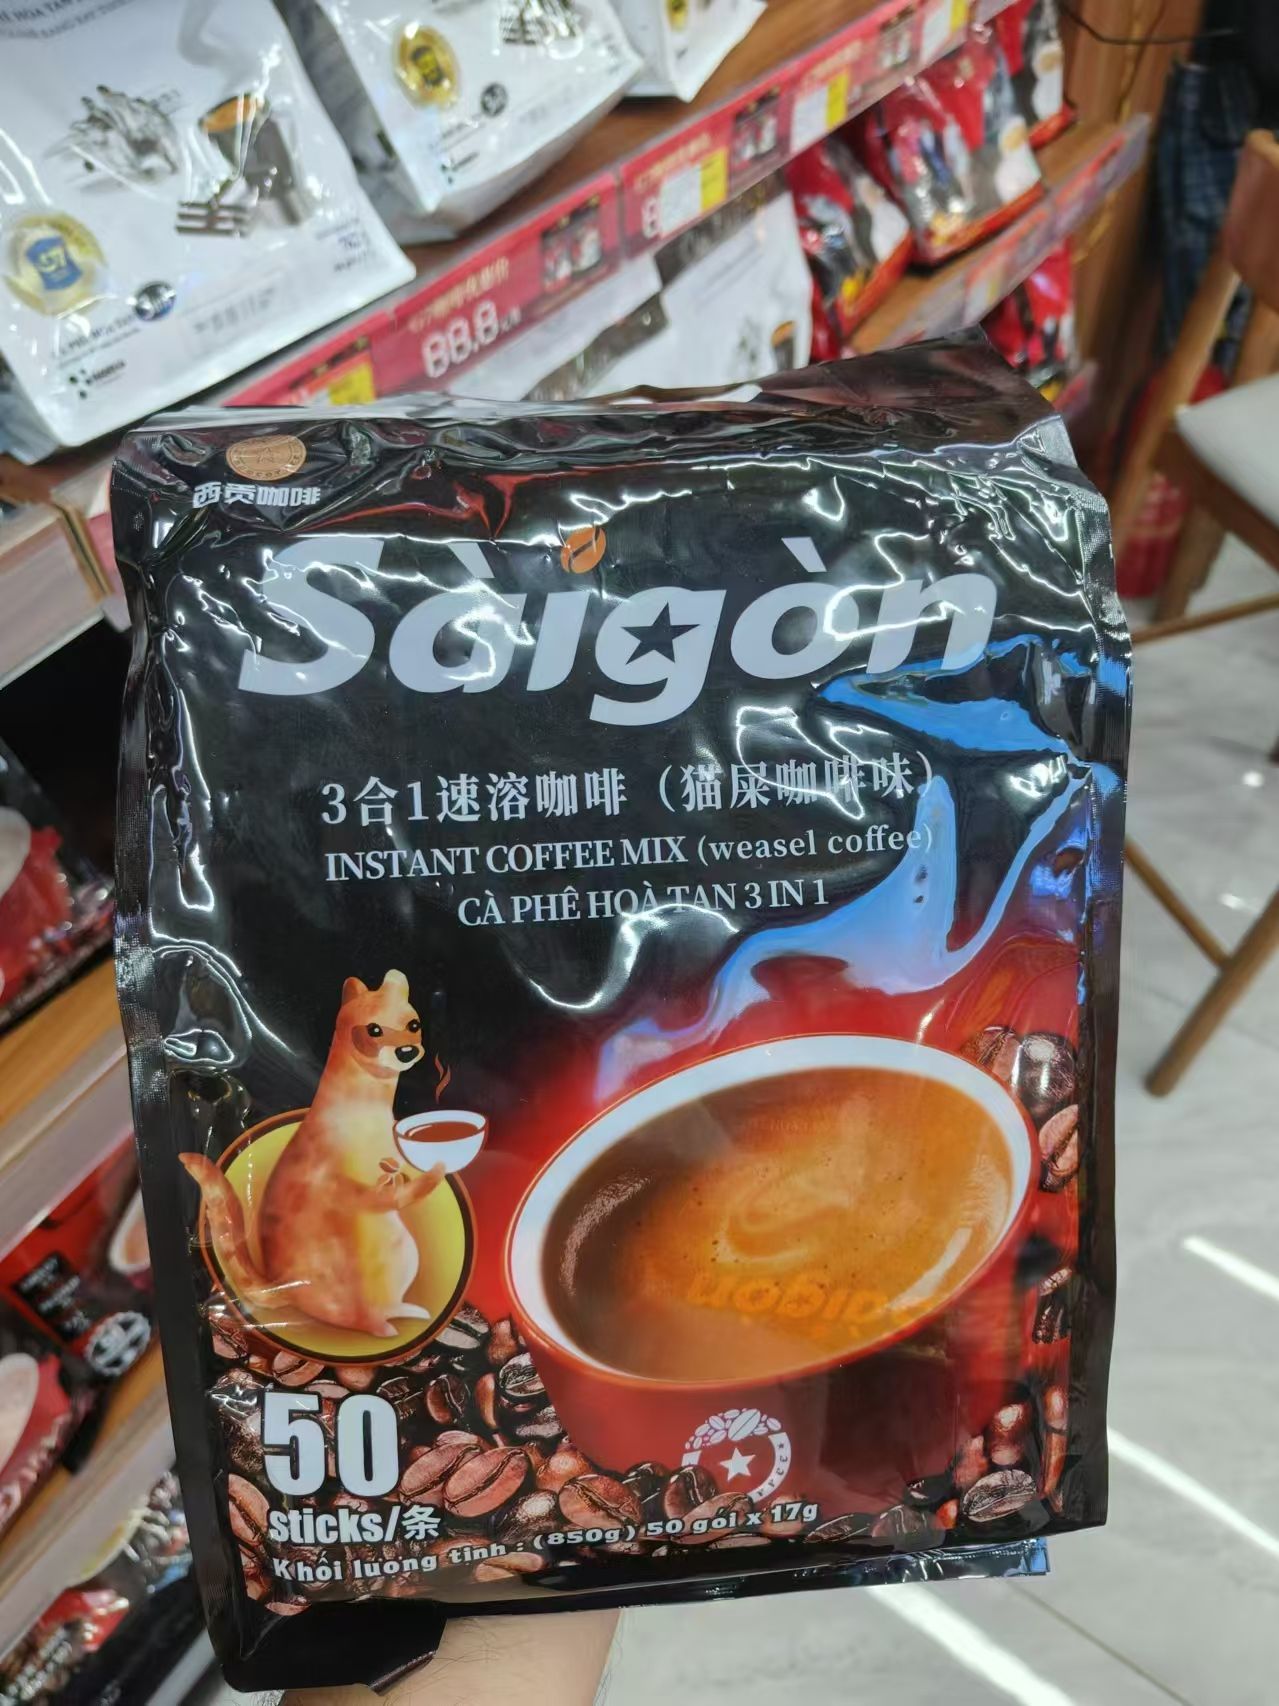 88.8
西贡咖啡
Sàigòn
3合1速溶咖啡（猫屎咖啡味）
INSTANT COFFEE MIX (weasel coffee)
CÀ PHÊ HOÀ TAN 3 IN 1
50
sticks/条
Khối lượng tịnh : (850g) 50 gói x 17g